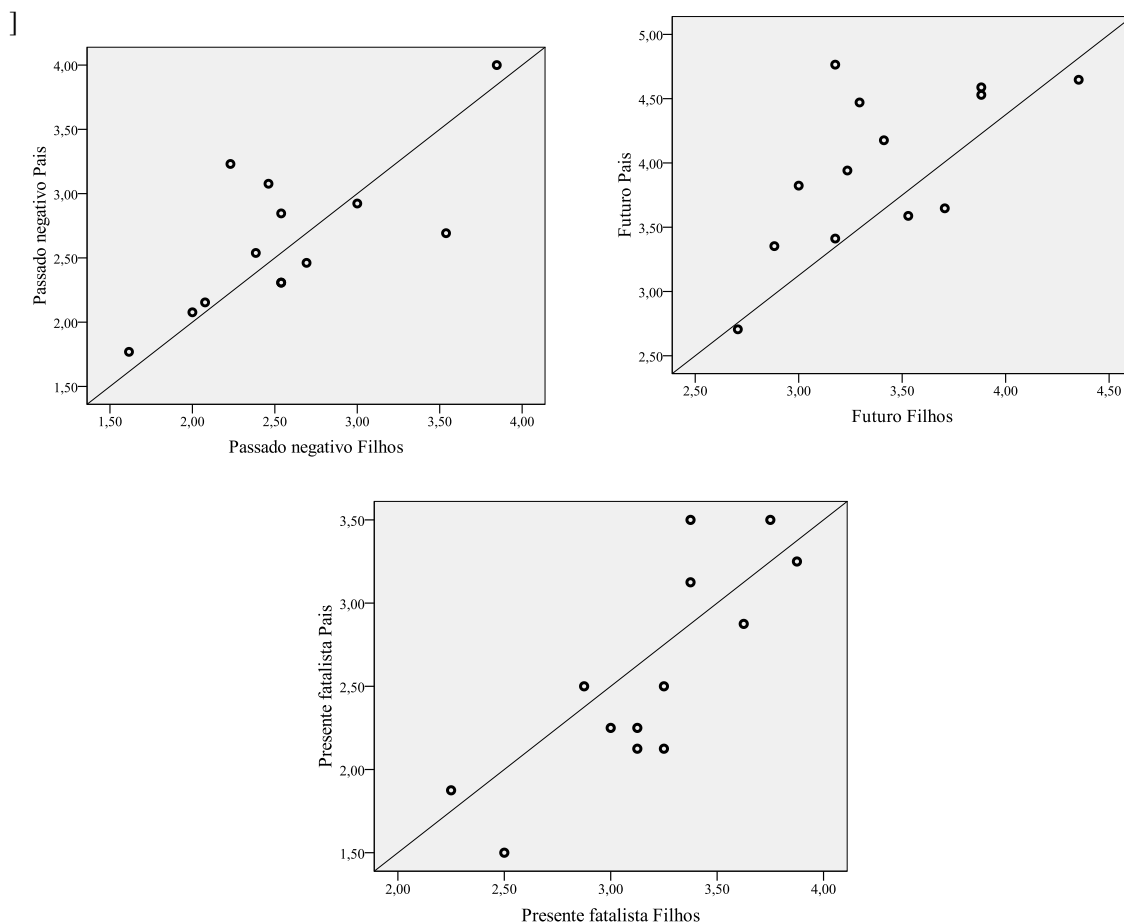 ]
4,00
3,50
3,00
2,50
2,00
1,50
Passado negativo Pais
1,50 2,00 2,50 3,00 3,50 4,00
Passado negativo Filhos
5,00
4,50
4,00
3,50
3,00
2,50
Futuro Pais
2,50 3,00 3,50 4,00 4,50
Futuro Filhos
3,50
3,00
2,50
2,00
1,50
Presente fatalista Pais
2,00 2,50 3,00 3,50 4,00
Presente fatalista Filhos